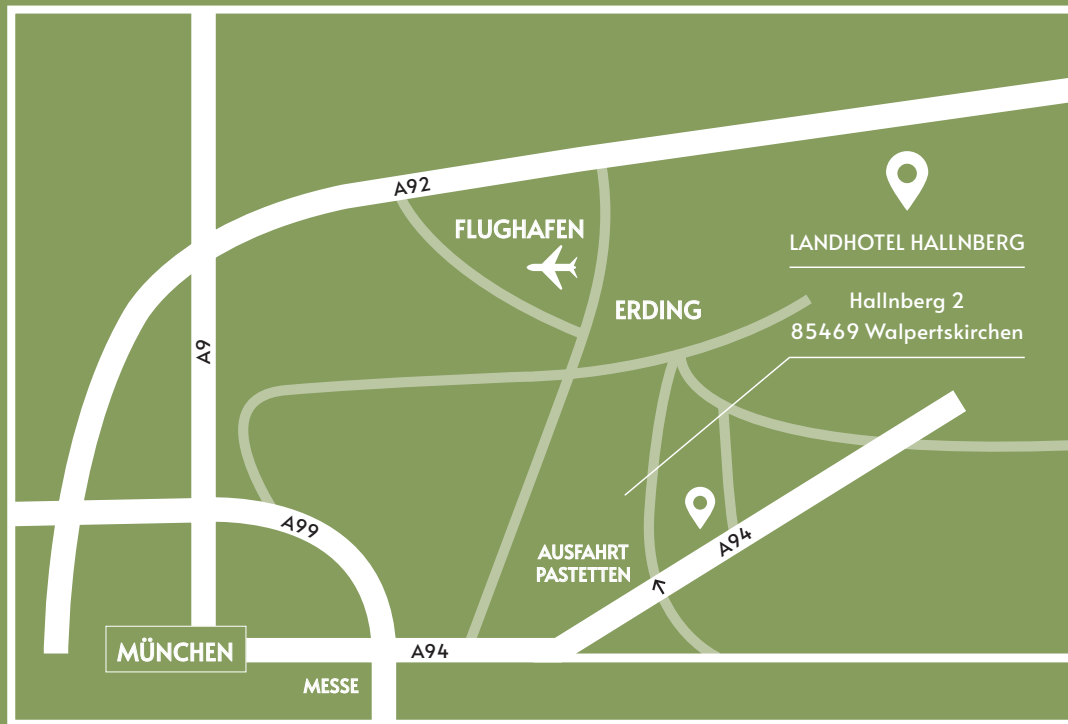 A92
FLUGHAFEN
LANDHOTEL HALLNBERG
Hallnberg 2
85469 Walpertskirchen
ERDING
A9
A99
A94
AUSFAHRT
PASTETTEN
MÜNCHEN
A94
MESSE